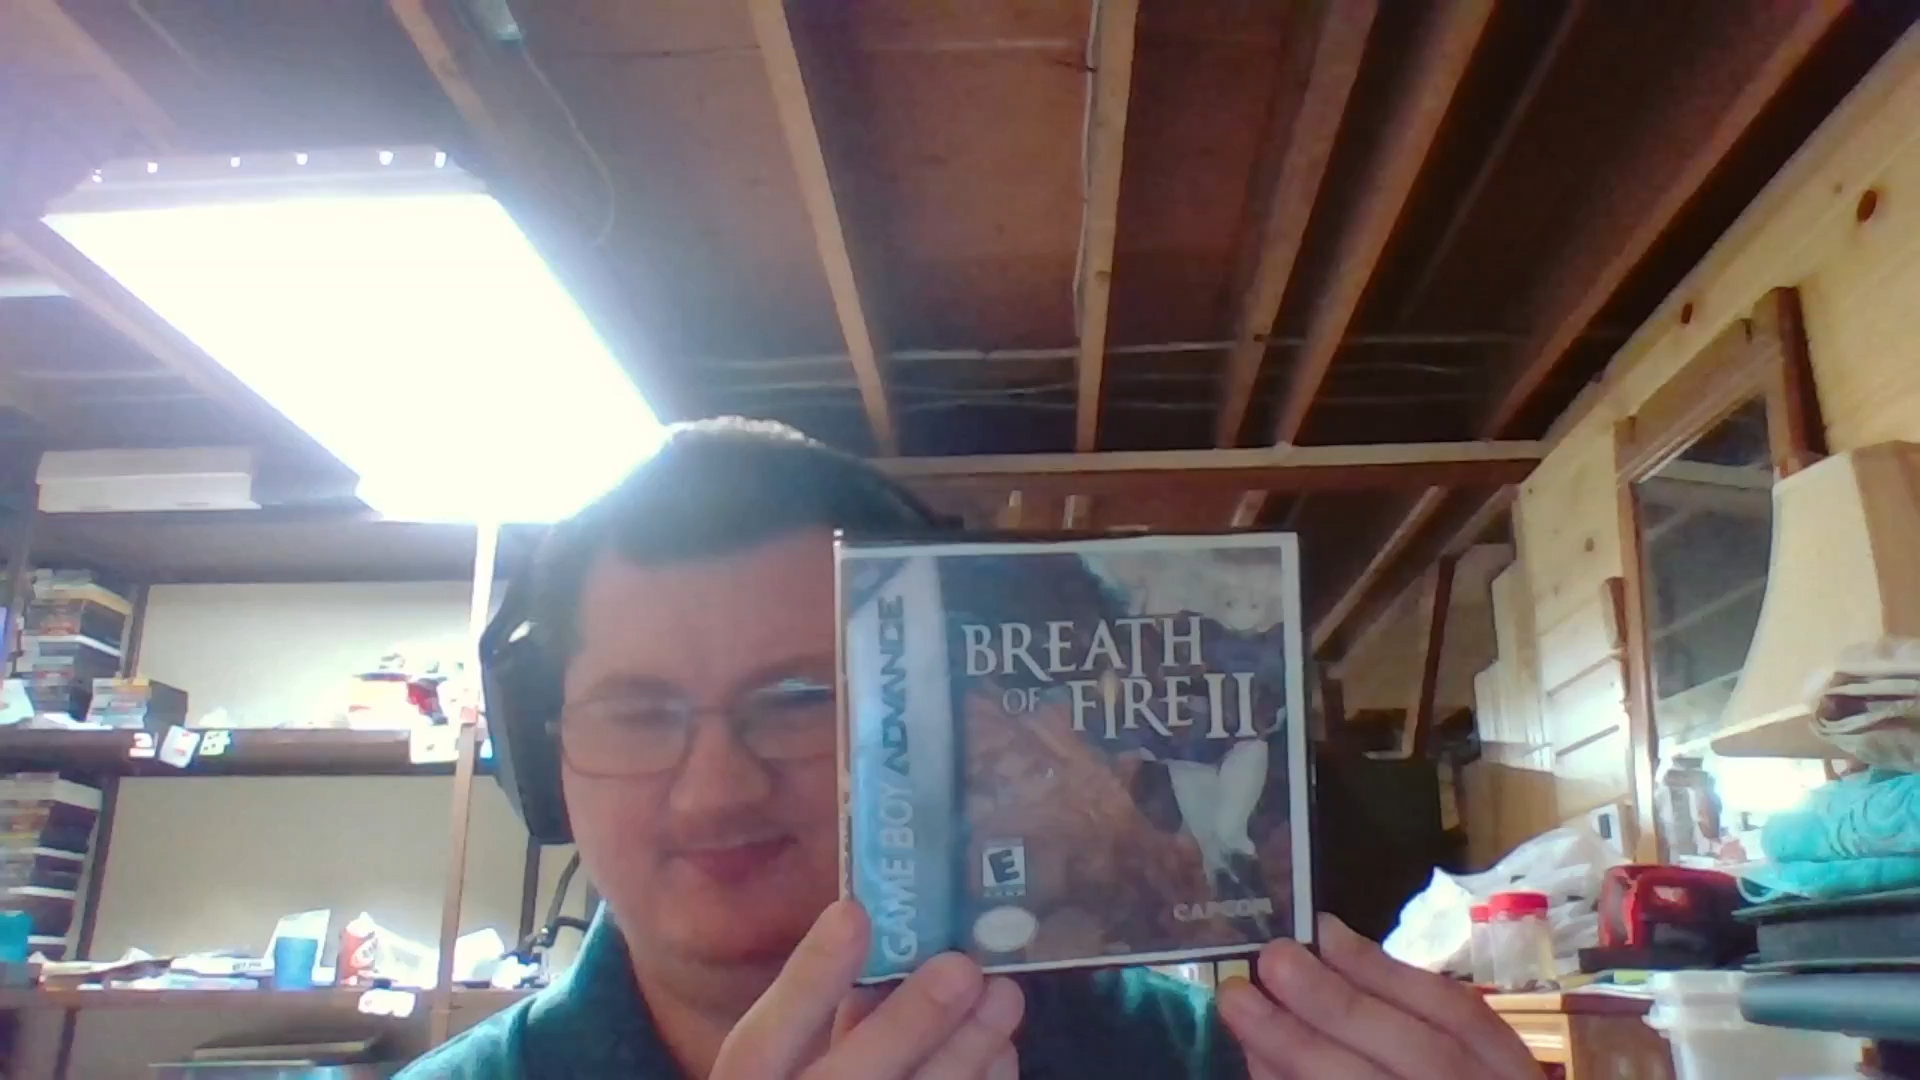 GAME BOY ADVANCE
BREATH
OF FIRE II
E
CAPCOM